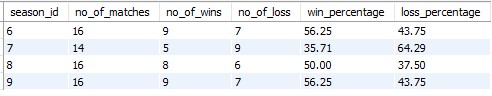 season_id no_of_matches no_of_wins no_of_loss win_percentage loss_percentage
6 16 9 7 56.25 43.75
7 14 5 9 35.71 64.29
8 16 8 6 50.00 37.50
9 16 9 7 56.25 43.75